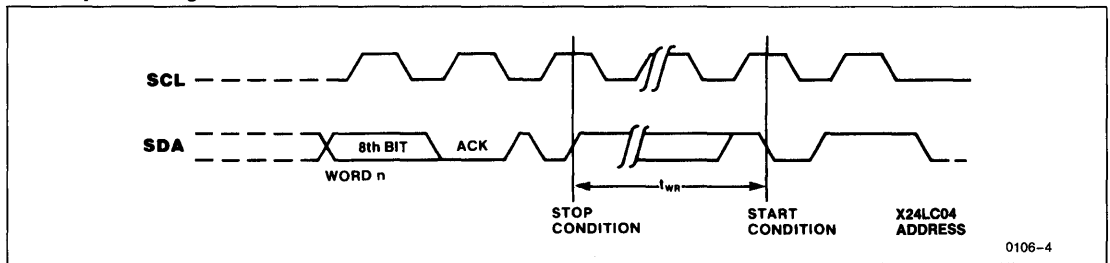 SCL
SDA
8th BIT
ACK
WORD n
tWR
STOP
CONDITION
START
CONDITION
X24LC04
ADDRESS
0106–4